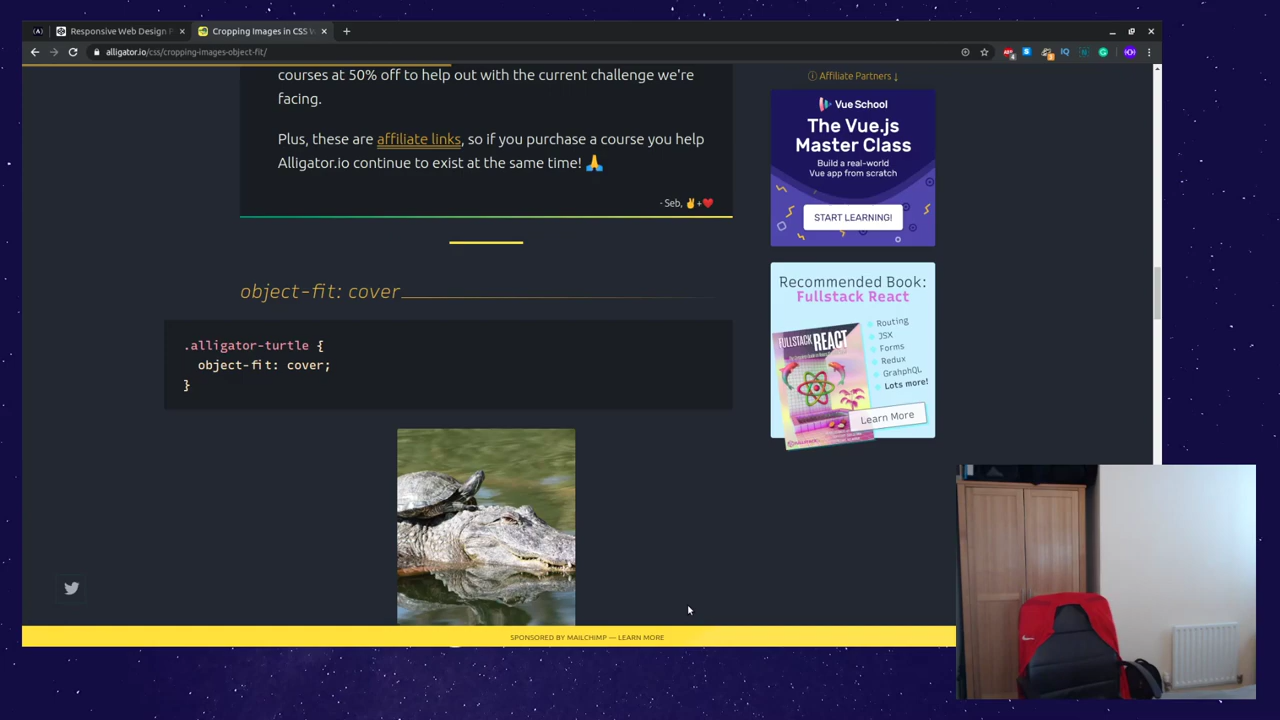 Responsive Web Design P
Cropping Images in CSS W
alligator.io/css/cropping-images-object-fit/
courses at 50% off to help out with the current challenge we're
facing.
Plus, these are affiliate links, so if you purchase a course you help
Alligator.io continue to exist at the same time! 🙏
- Seb, ✌+❤
object-fit: cover
.alligator-turtle {
object-fit: cover;
}
ⓘ Affiliate Partners ↓
Vue School
The Vue.js
Master Class
Build a real-world
Vue app from scratch
START LEARNING!
Recommended Book:
Fullstack React
FULLSTACK REACT
Routing
JSX
Forms
Redux
GrahphQL
Lots more!
Learn More
SPONSORED BY MAILCHIMP — LEARN MORE